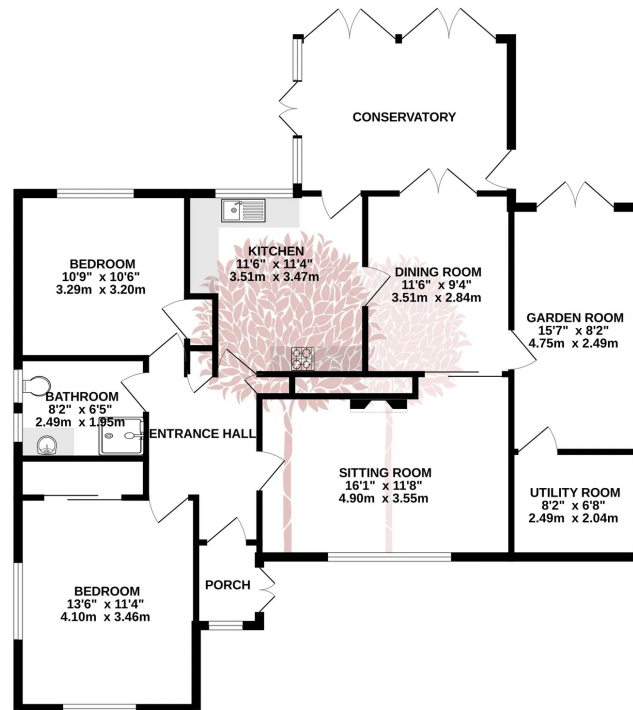 CONSERVATORY
BEDROOM
10'9" x 10'6"
3.29m x 3.20m
KITCHEN
11'6" x 11'4"
3.51m x 3.47m
DINING ROOM
11'6" x 9'4"
3.51m x 2.84m
GARDEN ROOM
15'7" x 8'2"
4.75m x 2.49m
BATHROOM
8'2" x 6'5"
2.49m x 1.95m
ENTRANCE HALL
SITTING ROOM
16'1" x 11'8"
4.90m x 3.55m
UTILITY ROOM
8'2" x 6'8"
2.49m x 2.04m
BEDROOM
13'6" x 11'4"
4.10m x 3.46m
PORCH